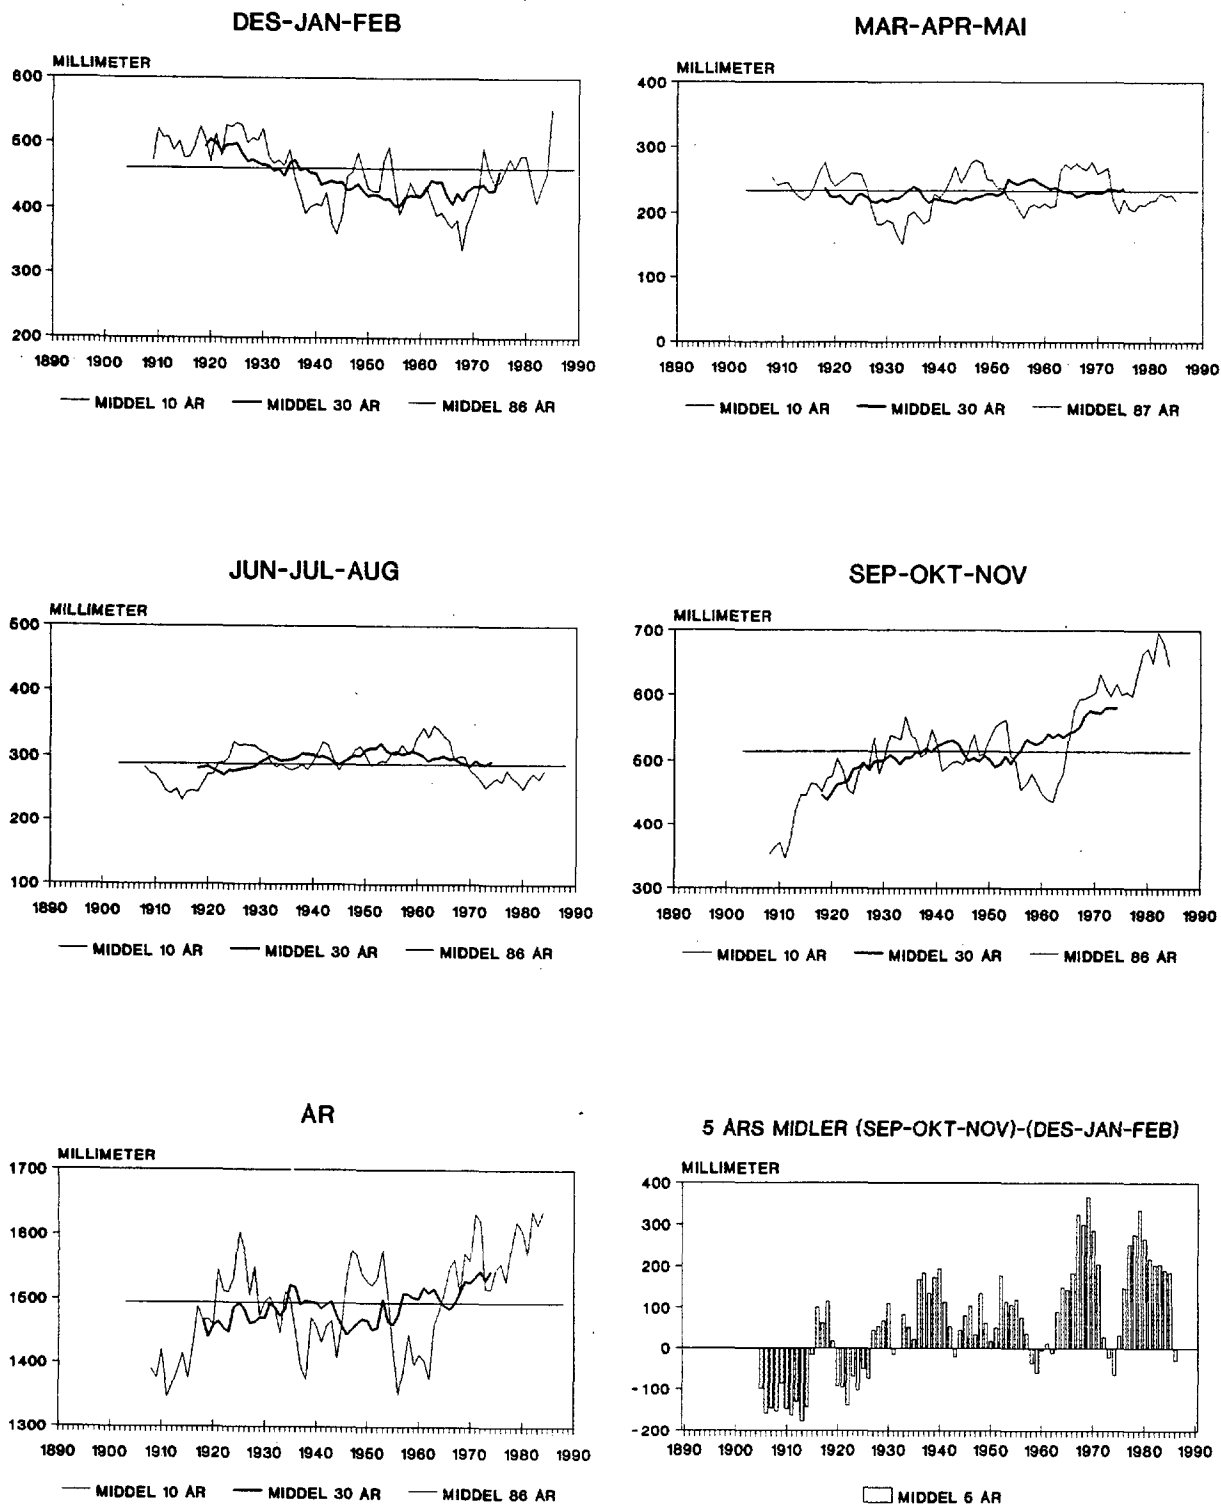 DES-JAN-FEB
MILLIMETER
600
500
400
300
200
1890 1900 1910 1920 1930 1940 1950 1960 1970 1980 1990
MIDDEL 10 ÅR MIDDEL 30 ÅR MIDDEL 86 ÅR
MAR-APR-MAI
MILLIMETER
400
300
200
100
0
1890 1900 1910 1920 1930 1940 1950 1960 1970 1980 1990
MIDDEL 10 ÅR MIDDEL 30 ÅR MIDDEL 87 ÅR
JUN-JUL-AUG
MILLIMETER
500
400
300
200
100
1890 1900 1910 1920 1930 1940 1950 1960 1970 1980 1990
MIDDEL 10 ÅR MIDDEL 30 ÅR MIDDEL 86 ÅR
SEP-OKT-NOV
MILLIMETER
700
600
500
400
300
1890 1900 1910 1920 1930 1940 1950 1960 1970 1980 1990
MIDDEL 10 ÅR MIDDEL 30 ÅR MIDDEL 86 ÅR
ÅR
MILLIMETER
1700
1600
1500
1400
1300
1890 1900 1910 1920 1930 1940 1950 1960 1970 1980 1990
MIDDEL 10 ÅR MIDDEL 30 ÅR MIDDEL 86 ÅR
5 ÅRS MIDLER (SEP-OKT-NOV)-(DES-JAN-FEB)
MILLIMETER
400
300
200
100
0
-100
-200
1890 1900 1910 1920 1930 1940 1950 1960 1970 1980 1990
MIDDEL 5 ÅR